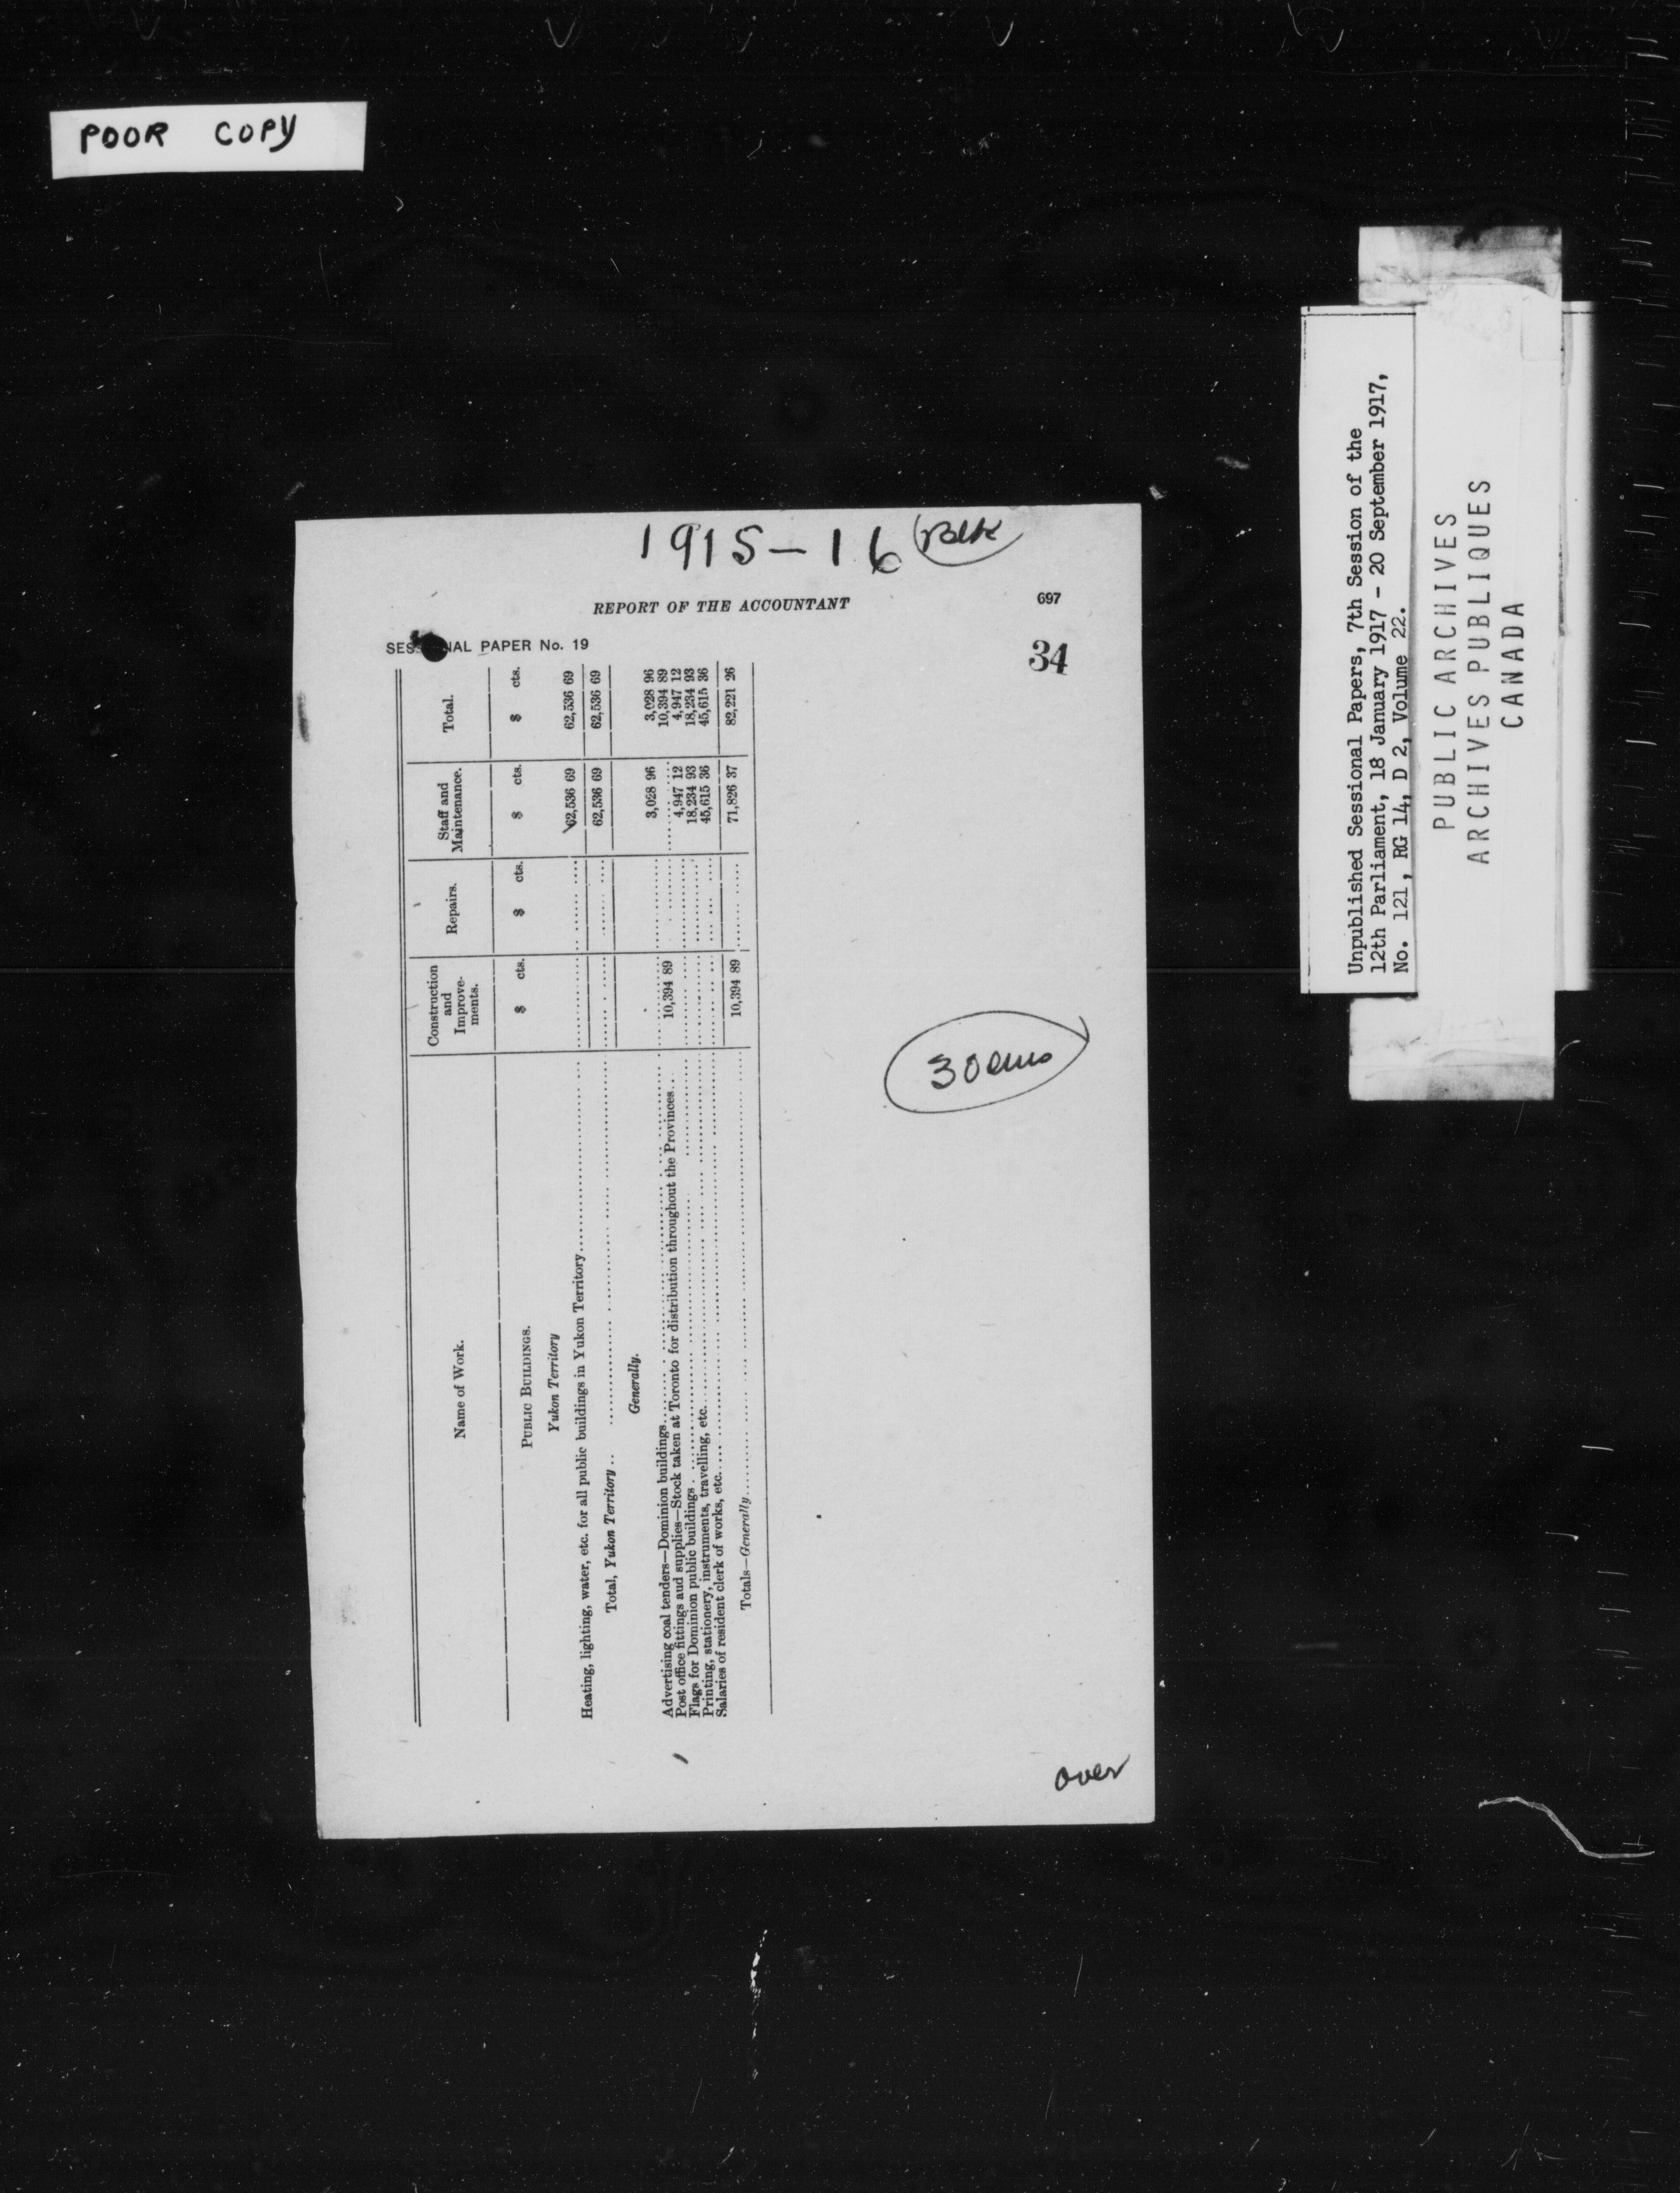 POOR COPY
1915-16
REPORT OF THE ACCOUNTANT 697
SES NAL PAPER No. 19
34
Name of Work. Construction and Improve-ments. Repairs. Staff and Maintenance. Total.
$ cts. $ cts. $ cts. $ cts.
PUBLIC BUILDINGS.
Yukon Territory
Heating, lighting, water, etc. for all public buildings in Yukon Territory 62,536 69 62,536 69
Total, Yukon Territory 62,536 69 62,536 69
Generally.
Advertising coal tenders—Dominion buildings 3,028 96 3,028 96
Post office fittings and supplies—Stock taken at Toronto for distribution throughout the Provinces 10,394 89 10,394 89
Flags for Dominion public buildings 4,947 12 4,947 12
Printing, stationery, instruments, travelling, etc. 18,234 93 18,234 93
Salaries of resident clerk of works, etc. 45,615 36 45,615 36
Totals—Generally 10,394 89 71,826 37 82,221 26
30 ems
over
Unpublished Sessional Papers, 7th Session of the
12th Parliament, 18 January 1917 - 20 September 1917,
No. 121, RG 14, D 2, Volume 22.
PUBLIC ARCHIVES
ARCHIVES PUBLIQUES
CANADA